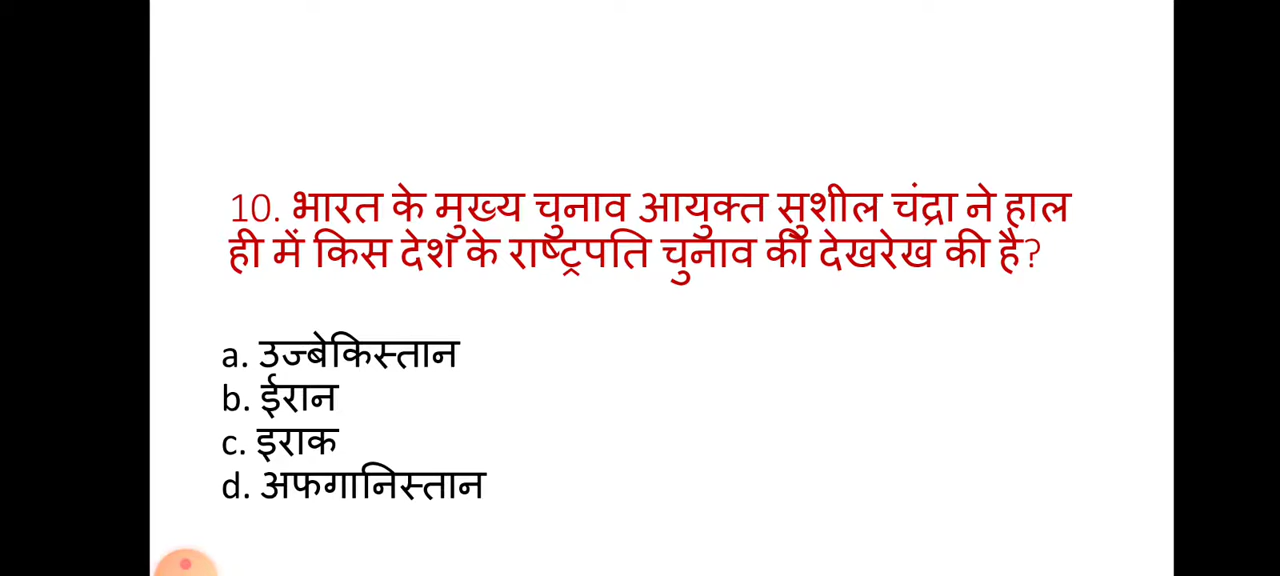 10. भारत के मुख्य चुनाव आयुक्त सुशील चंद्रा ने हाल
ही में किस देश के राष्ट्रपति चुनाव की देखरेख की है?
a. उज्बेकिस्तान
b. ईरान
c. इराक
d. अफगानिस्तान